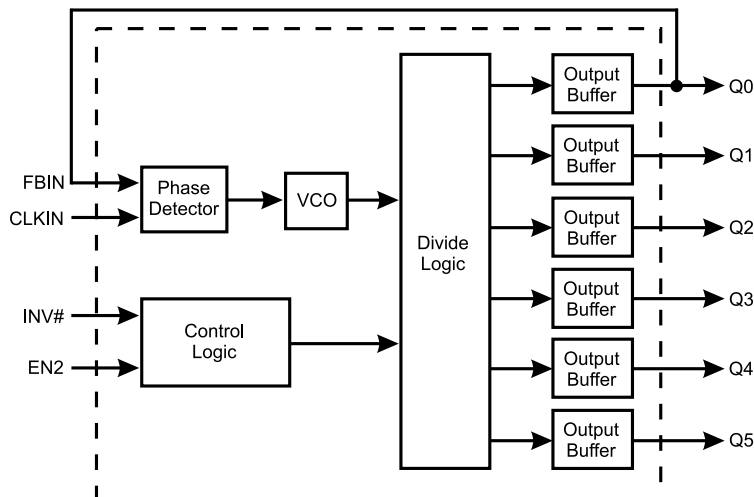 Output
Buffer
Q0
Output
Buffer
Q1
FBIN
Phase
Detector
VCO
CLKIN
Output
Buffer
Q2
Divide
Logic
INV#
Control
Logic
Output
Buffer
Q3
EN2
Output
Buffer
Q4
Output
Buffer
Q5